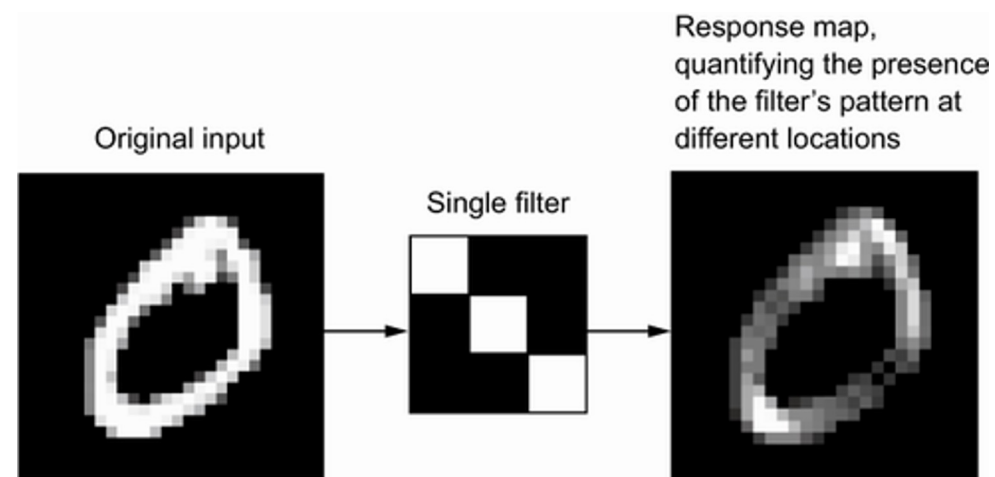 Original input
Single filter
Response map,
quantifying the presence
of the filter's pattern at
different locations